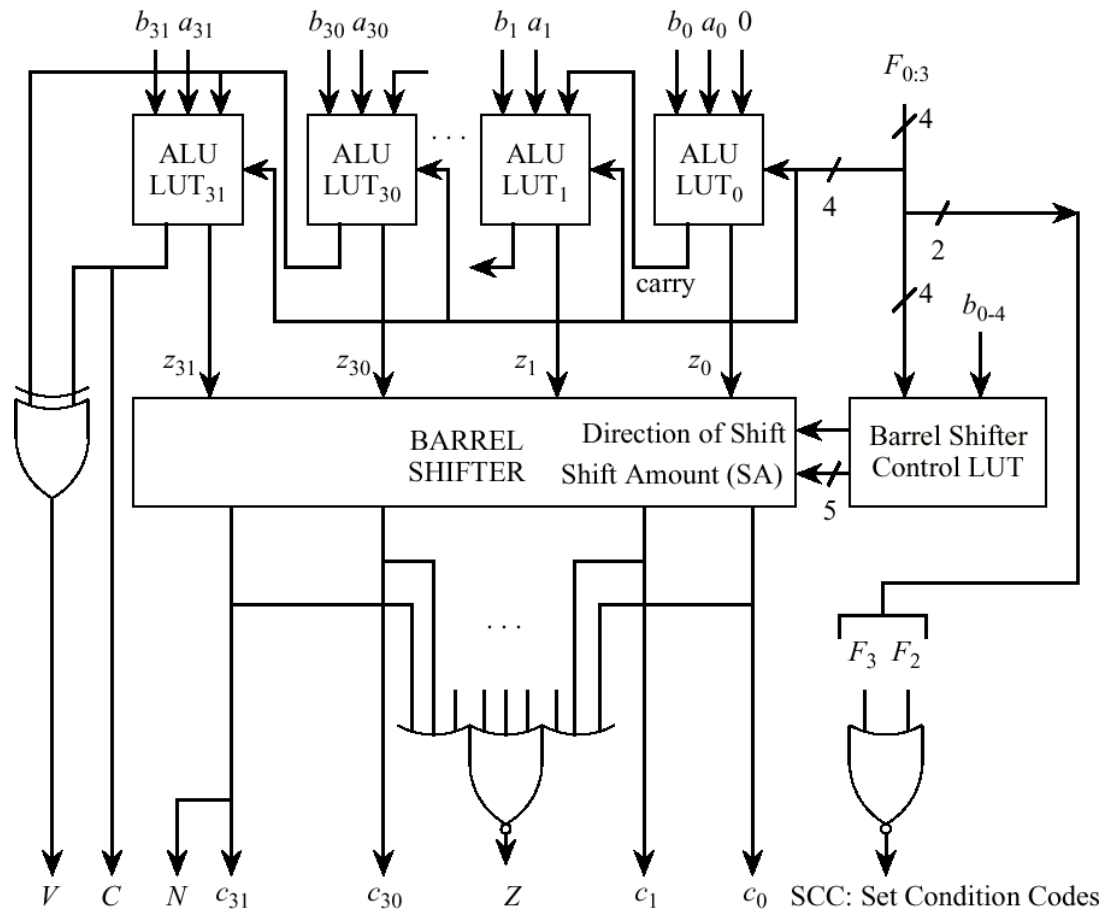 b31 a31 b30 a30 b1 a1 b0 a0 0
F0:3
4
ALU
LUT31
ALU
LUT30
. . .
ALU
LUT1
ALU
LUT0
4
2
carry
4
b0-4
z31 z30 z1 z0
BARREL
SHIFTER
Direction of Shift
Shift Amount (SA)
5
Barrel Shifter
Control LUT
. . .
F3 F2
V C N c31 c30 Z c1 c0 SCC: Set Condition Codes